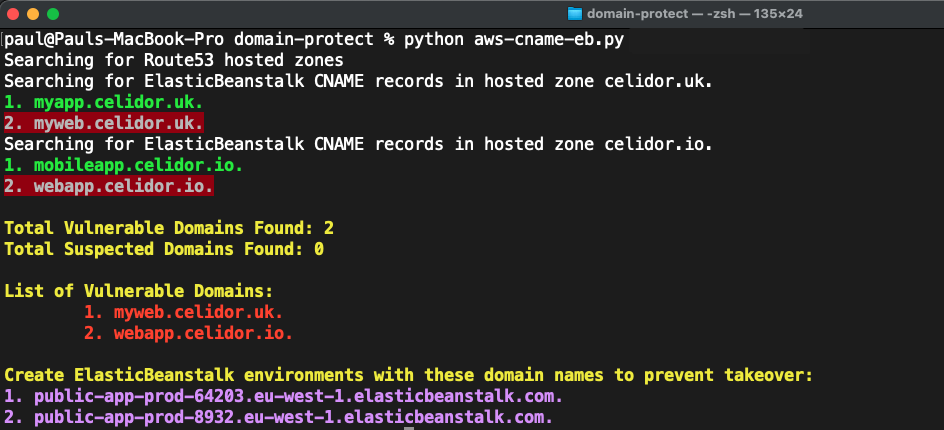 domain-protect — -zsh — 135×24
[paul@Pauls-MacBook-Pro domain-protect % python aws-cname-eb.py
Searching for Route53 hosted zones
Searching for ElasticBeanstalk CNAME records in hosted zone celidor.uk.
1. myapp.celidor.uk.
2. myweb.celidor.uk.
Searching for ElasticBeanstalk CNAME records in hosted zone celidor.io.
1. mobileapp.celidor.io.
2. webapp.celidor.io.
Total Vulnerable Domains Found: 2
Total Suspected Domains Found: 0
List of Vulnerable Domains:
1. myweb.celidor.uk.
2. webapp.celidor.io.
Create ElasticBeanstalk environments with these domain names to prevent takeover:
1. public-app-prod-64203.eu-west-1.elasticbeanstalk.com.
2. public-app-prod-8932.eu-west-1.elasticbeanstalk.com.